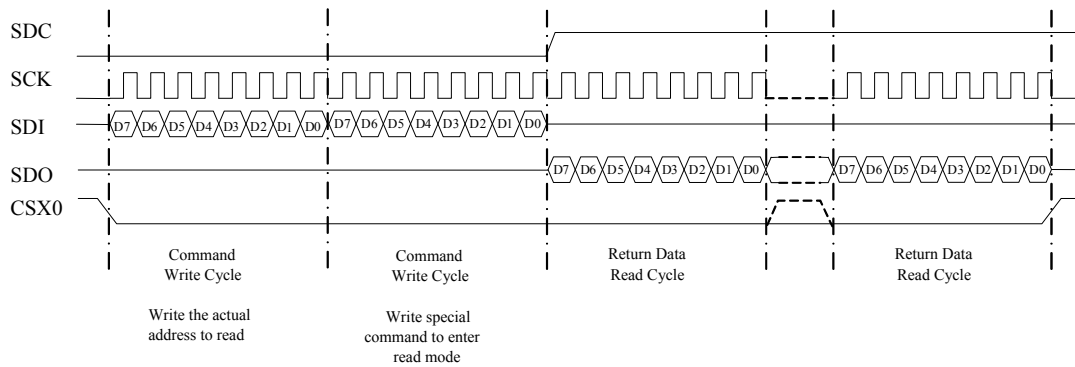 SDC
SCK
SDI D7 D6 D5 D4 D3 D2 D1 D0 D7 D6 D5 D4 D3 D2 D1 D0
SDO D7 D6 D5 D4 D3 D2 D1 D0 D7 D6 D5 D4 D3 D2 D1 D0
CSX0
Command
Write Cycle
Write the actual
address to read
Command
Write Cycle
Write special
command to enter
read mode
Return Data
Read Cycle
Return Data
Read Cycle